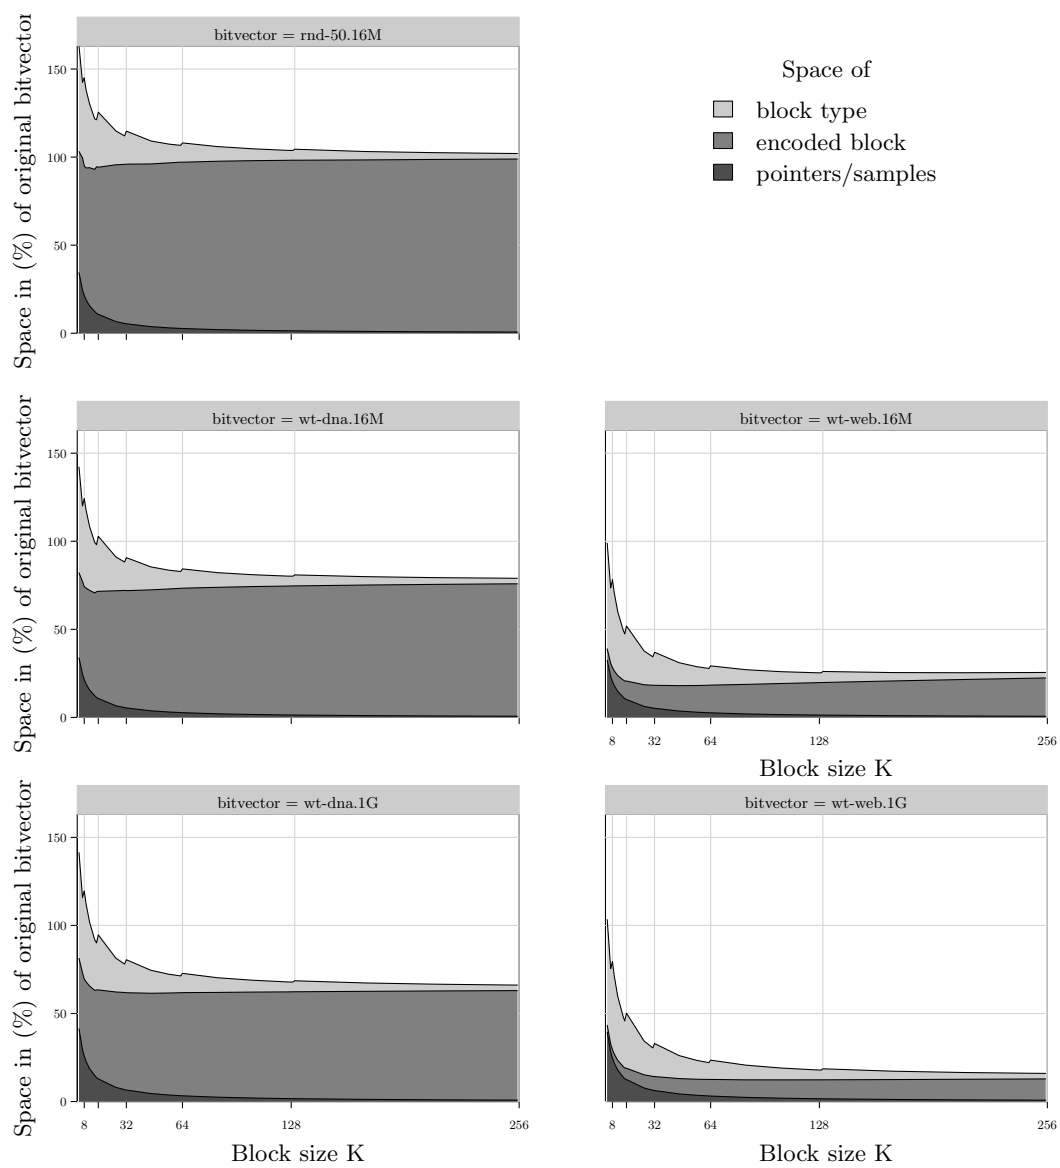 bitvector = rnd-50.16M
Space in (%) of original bitvector
150
100
50
0
Space of
block type
encoded block
pointers/samples
bitvector = wt-dna.16M
Space in (%) of original bitvector
150
100
50
0
bitvector = wt-web.16M
8 32 64 128 256
Block size K
bitvector = wt-dna.1G
Space in (%) of original bitvector
150
100
50
0
8 32 64 128 256
Block size K
bitvector = wt-web.1G
8 32 64 128 256
Block size K